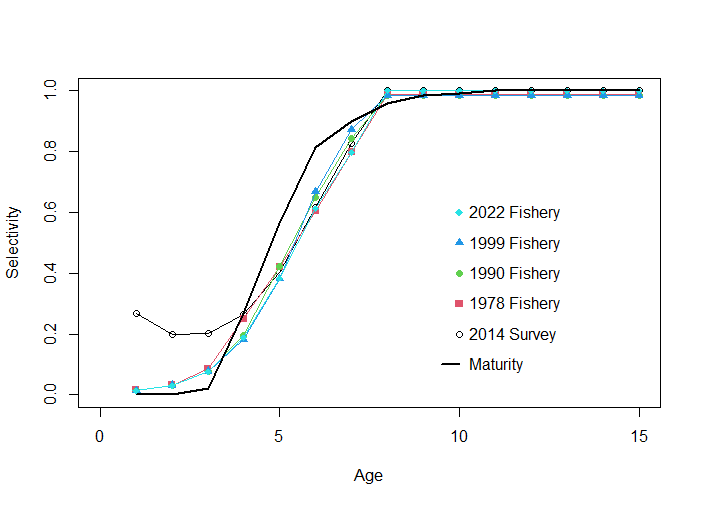 1.0
0.8
0.6
0.4
0.2
0.0
Selectivity
2022 Fishery
1999 Fishery
1990 Fishery
1978 Fishery
2014 Survey
Maturity
0 5 10 15
Age